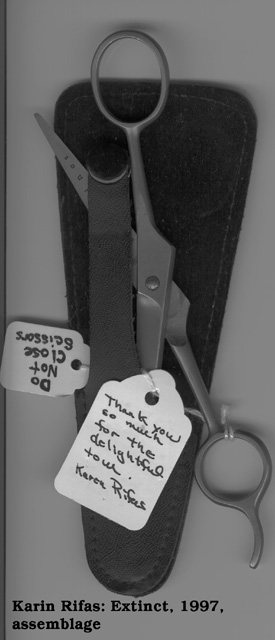 Do
Not
Close
Scissors
Thank you
so much
for the
delightful
tour.
Karen Rifas
Karin Rifas: Extinct, 1997,
assemblage